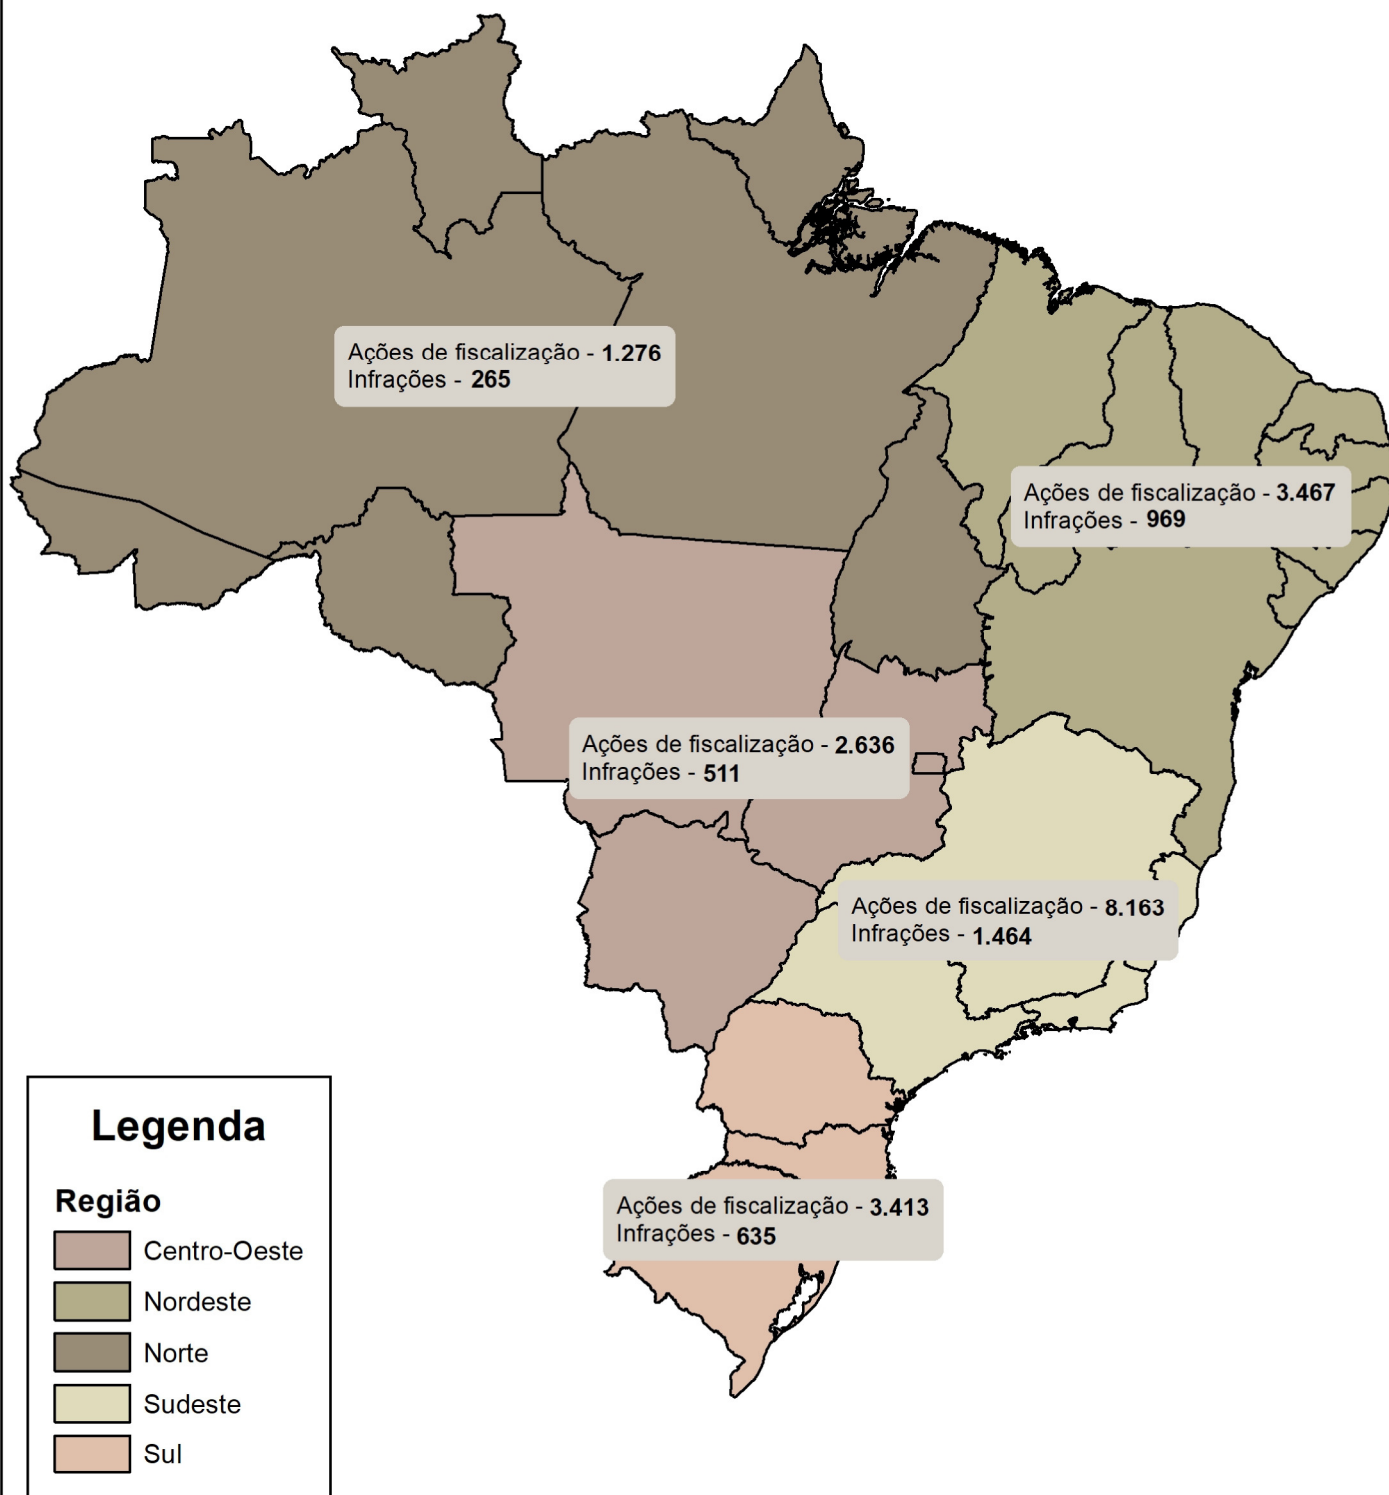 Ações de fiscalização - 1.276
Infrações - 265
Ações de fiscalização - 3.467
Infrações - 969
Ações de fiscalização - 2.636
Infrações - 511
Ações de fiscalização - 8.163
Infrações - 1.464
Ações de fiscalização - 3.413
Infrações - 635
Legenda
Região
Centro-Oeste
Nordeste
Norte
Sudeste
Sul